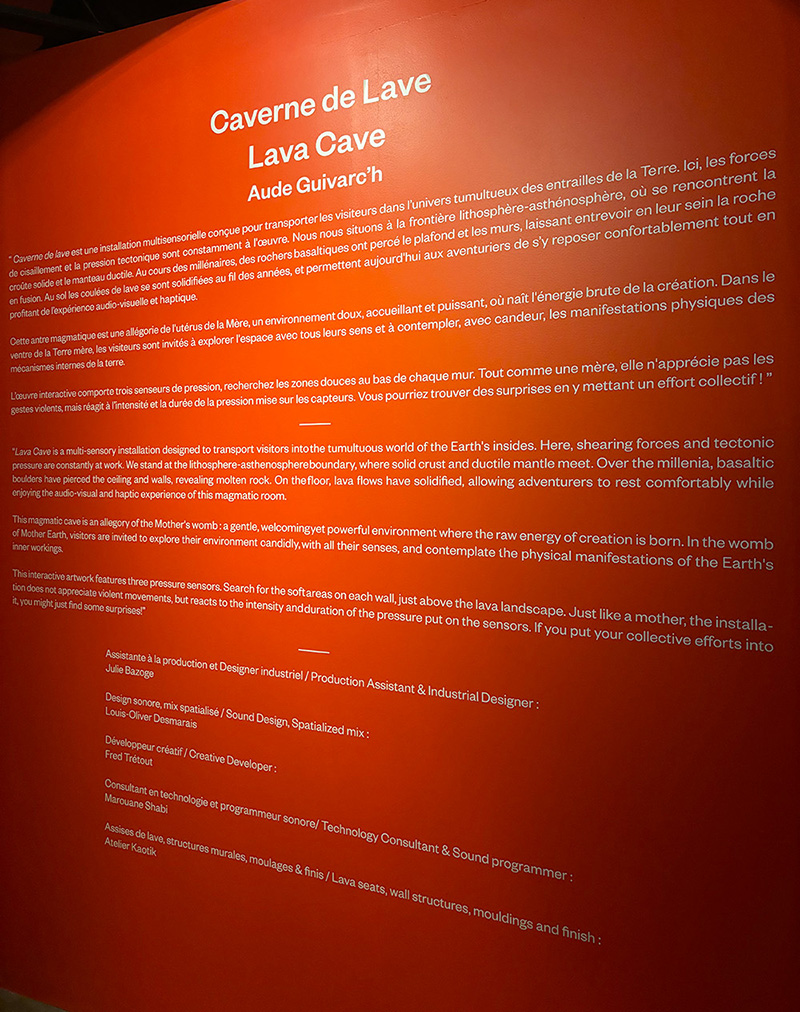 Caverne de Lave
Lava Cave
Aude Guivarc'h
“ Caverne de lave est une installation multisensorielle conçue pour transporter les visiteurs dans l'univers tumultueux des entrailles de la Terre. Ici, les forces
de cisaillement et la pression tectonique sont constamment à l'œuvre. Nous nous situons à la frontière lithosphère-asthénosphère, où se rencontrent la
croûte solide et le manteau ductile. Au cours des millénaires, des rochers basaltiques ont percé le plafond et les murs, laissant entrevoir en leur sein la roche
en fusion. Au sol les coulées de lave se sont solidifiées au fil des années, et permettent aujourd'hui aux aventuriers de s'y reposer confortablement tout en
profitant de l'expérience audio-visuelle et haptique.
Cette antre magmatique est une allégorie de l'utérus de la Mère, un environnement doux, accueillant et puissant, où naît l'énergie brute de la création. Dans le
ventre de la Terre mère, les visiteurs sont invités à explorer l'espace avec tous leurs sens et à contempler, avec candeur, les manifestations physiques des
mécanismes internes de la terre.
L'œuvre interactive comporte trois senseurs de pression, recherchez les zones douces au bas de chaque mur. Tout comme une mère, elle n'apprécie pas les
gestes violents, mais réagit à l'intensité et la durée de la pression mise sur les capteurs. Vous pourriez trouver des surprises en y mettant un effort collectif ! ”
“Lava Cave is a multi-sensory installation designed to transport visitors into the tumultuous world of the Earth's insides. Here, shearing forces and tectonic
pressure are constantly at work. We stand at the lithosphere-asthenosphere boundary, where solid crust and ductile mantle meet. Over the millenia, basaltic
boulders have pierced the ceiling and walls, revealing molten rock. On the floor, lava flows have solidified, allowing adventurers to rest comfortably while
enjoying the audio-visual and haptic experience of this magmatic room.
This magmatic cave is an allegory of the Mother's womb : a gentle, welcoming yet powerful environment where the raw energy of creation is born. In the womb
of Mother Earth, visitors are invited to explore their environment candidly, with all their senses, and contemplate the physical manifestations of the Earth's
inner workings.
This interactive artwork features three pressure sensors. Search for the soft areas on each wall, just above the lava landscape. Just like a mother, the installa-
tion does not appreciate violent movements, but reacts to the intensity and duration of the pressure put on the sensors. If you put your collective efforts into
it, you might just find some surprises!”
Assistante à la production et Designer industriel / Production Assistant & Industrial Designer :
Julie Bazoge
Design sonore, mix spatialisé / Sound Design, Spatialized mix :
Louis-Oliver Desmarais
Développeur créatif / Creative Developer :
Fred Trétout
Consultant en technologie et programmeur sonore/ Technology Consultant & Sound programmer :
Marouane Shabi
Assises de lave, structures murales, moulages & finis / Lava seats, wall structures, mouldings and finish :
Atelier Kaotik